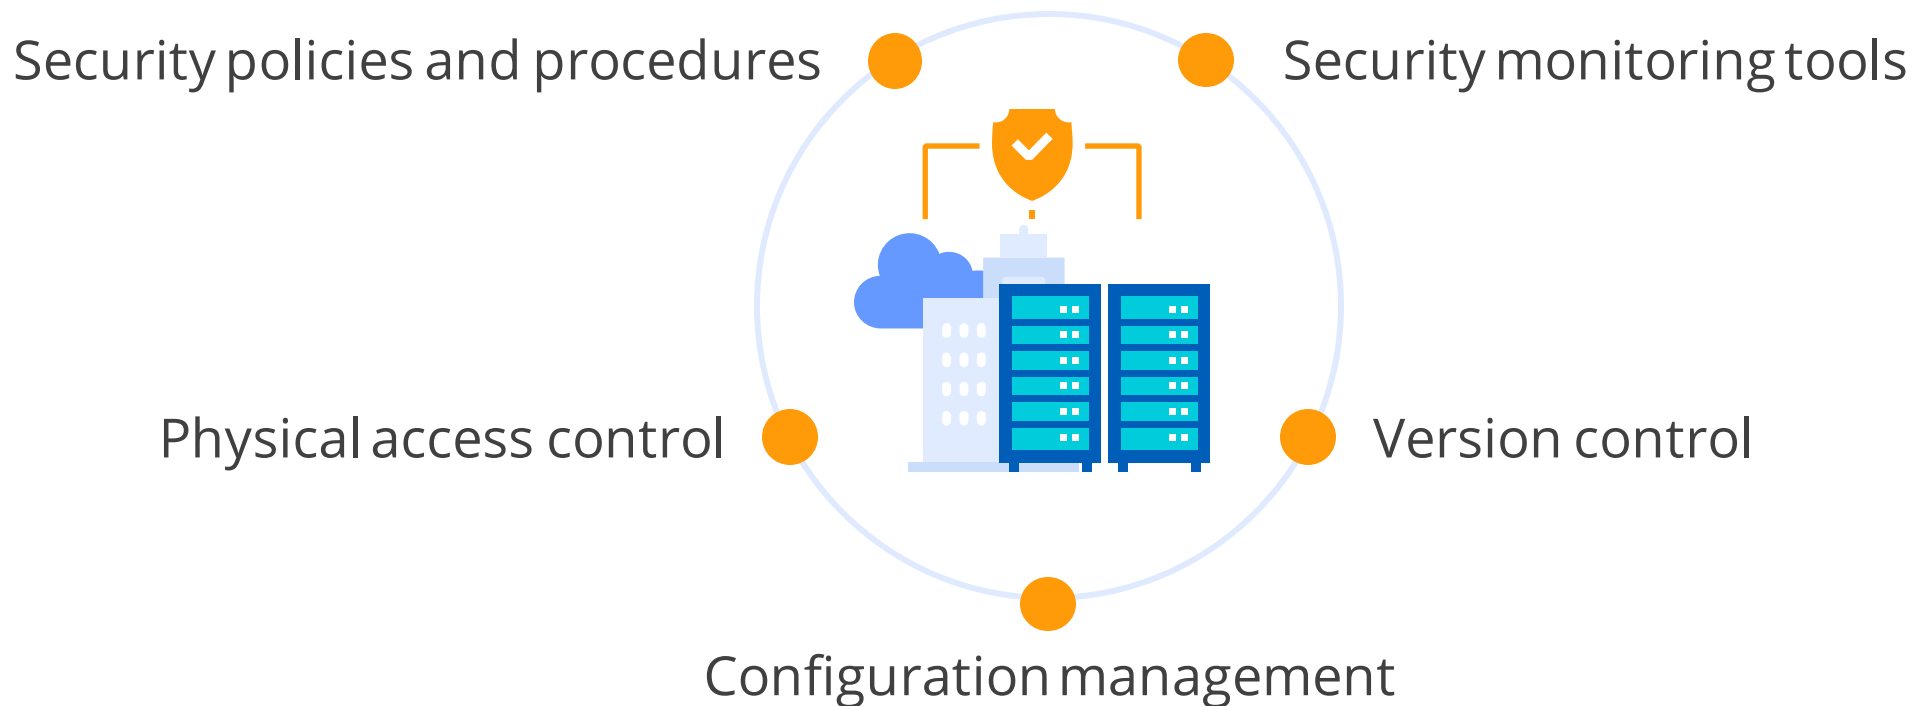 Security policies and procedures
Security monitoring tools
Physical access control
Version control
Configuration management